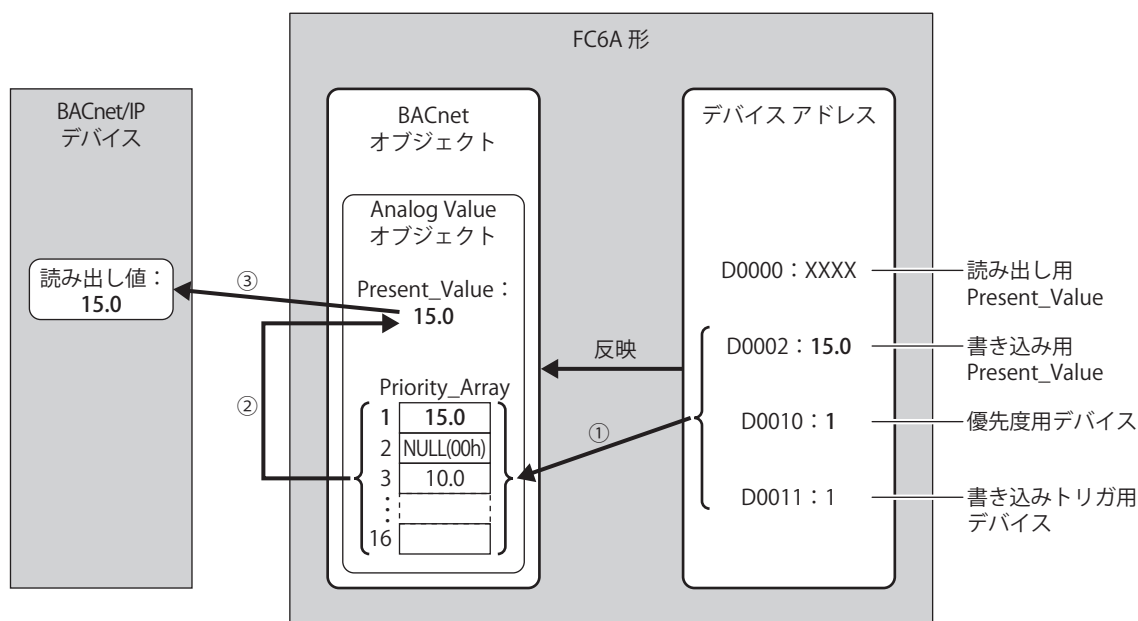 FC6A 形
BACnet/IP
デバイス
読み出し値：
15.0
BACnet
オブジェクト
Analog Value
オブジェクト
Present_Value：
15.0
Priority_Array
1 15.0
2 NULL(00h)
3 10.0
16
①
②
③
反映
デバイス アドレス
D0000：XXXX
読み出し用
Present_Value
D0002：15.0
書き込み用
Present_Value
D0010：1
優先度用デバイス
D0011：1
書き込みトリガ用
デバイス